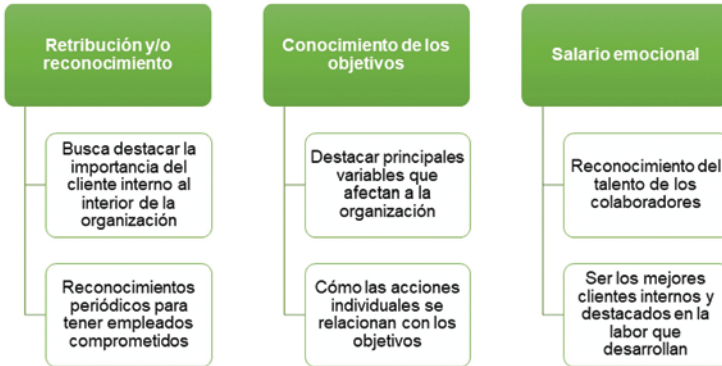 Retribución y/o
reconocimiento
Busca destacar la
importancia del
cliente interno al
interior de la
organización
Reconocimientos
periódicos para
tener empleados
comprometidos
Conocimiento de los
objetivos
Destacar principales
variables que
afectan a la
organización
Cómo las acciones
individuales se
relacionan con los
objetivos
Salario emocional
Reconocimiento del
talento de los
colaboradores
Ser los mejores
clientes internos y
destacados en la
labor que
desarrollan